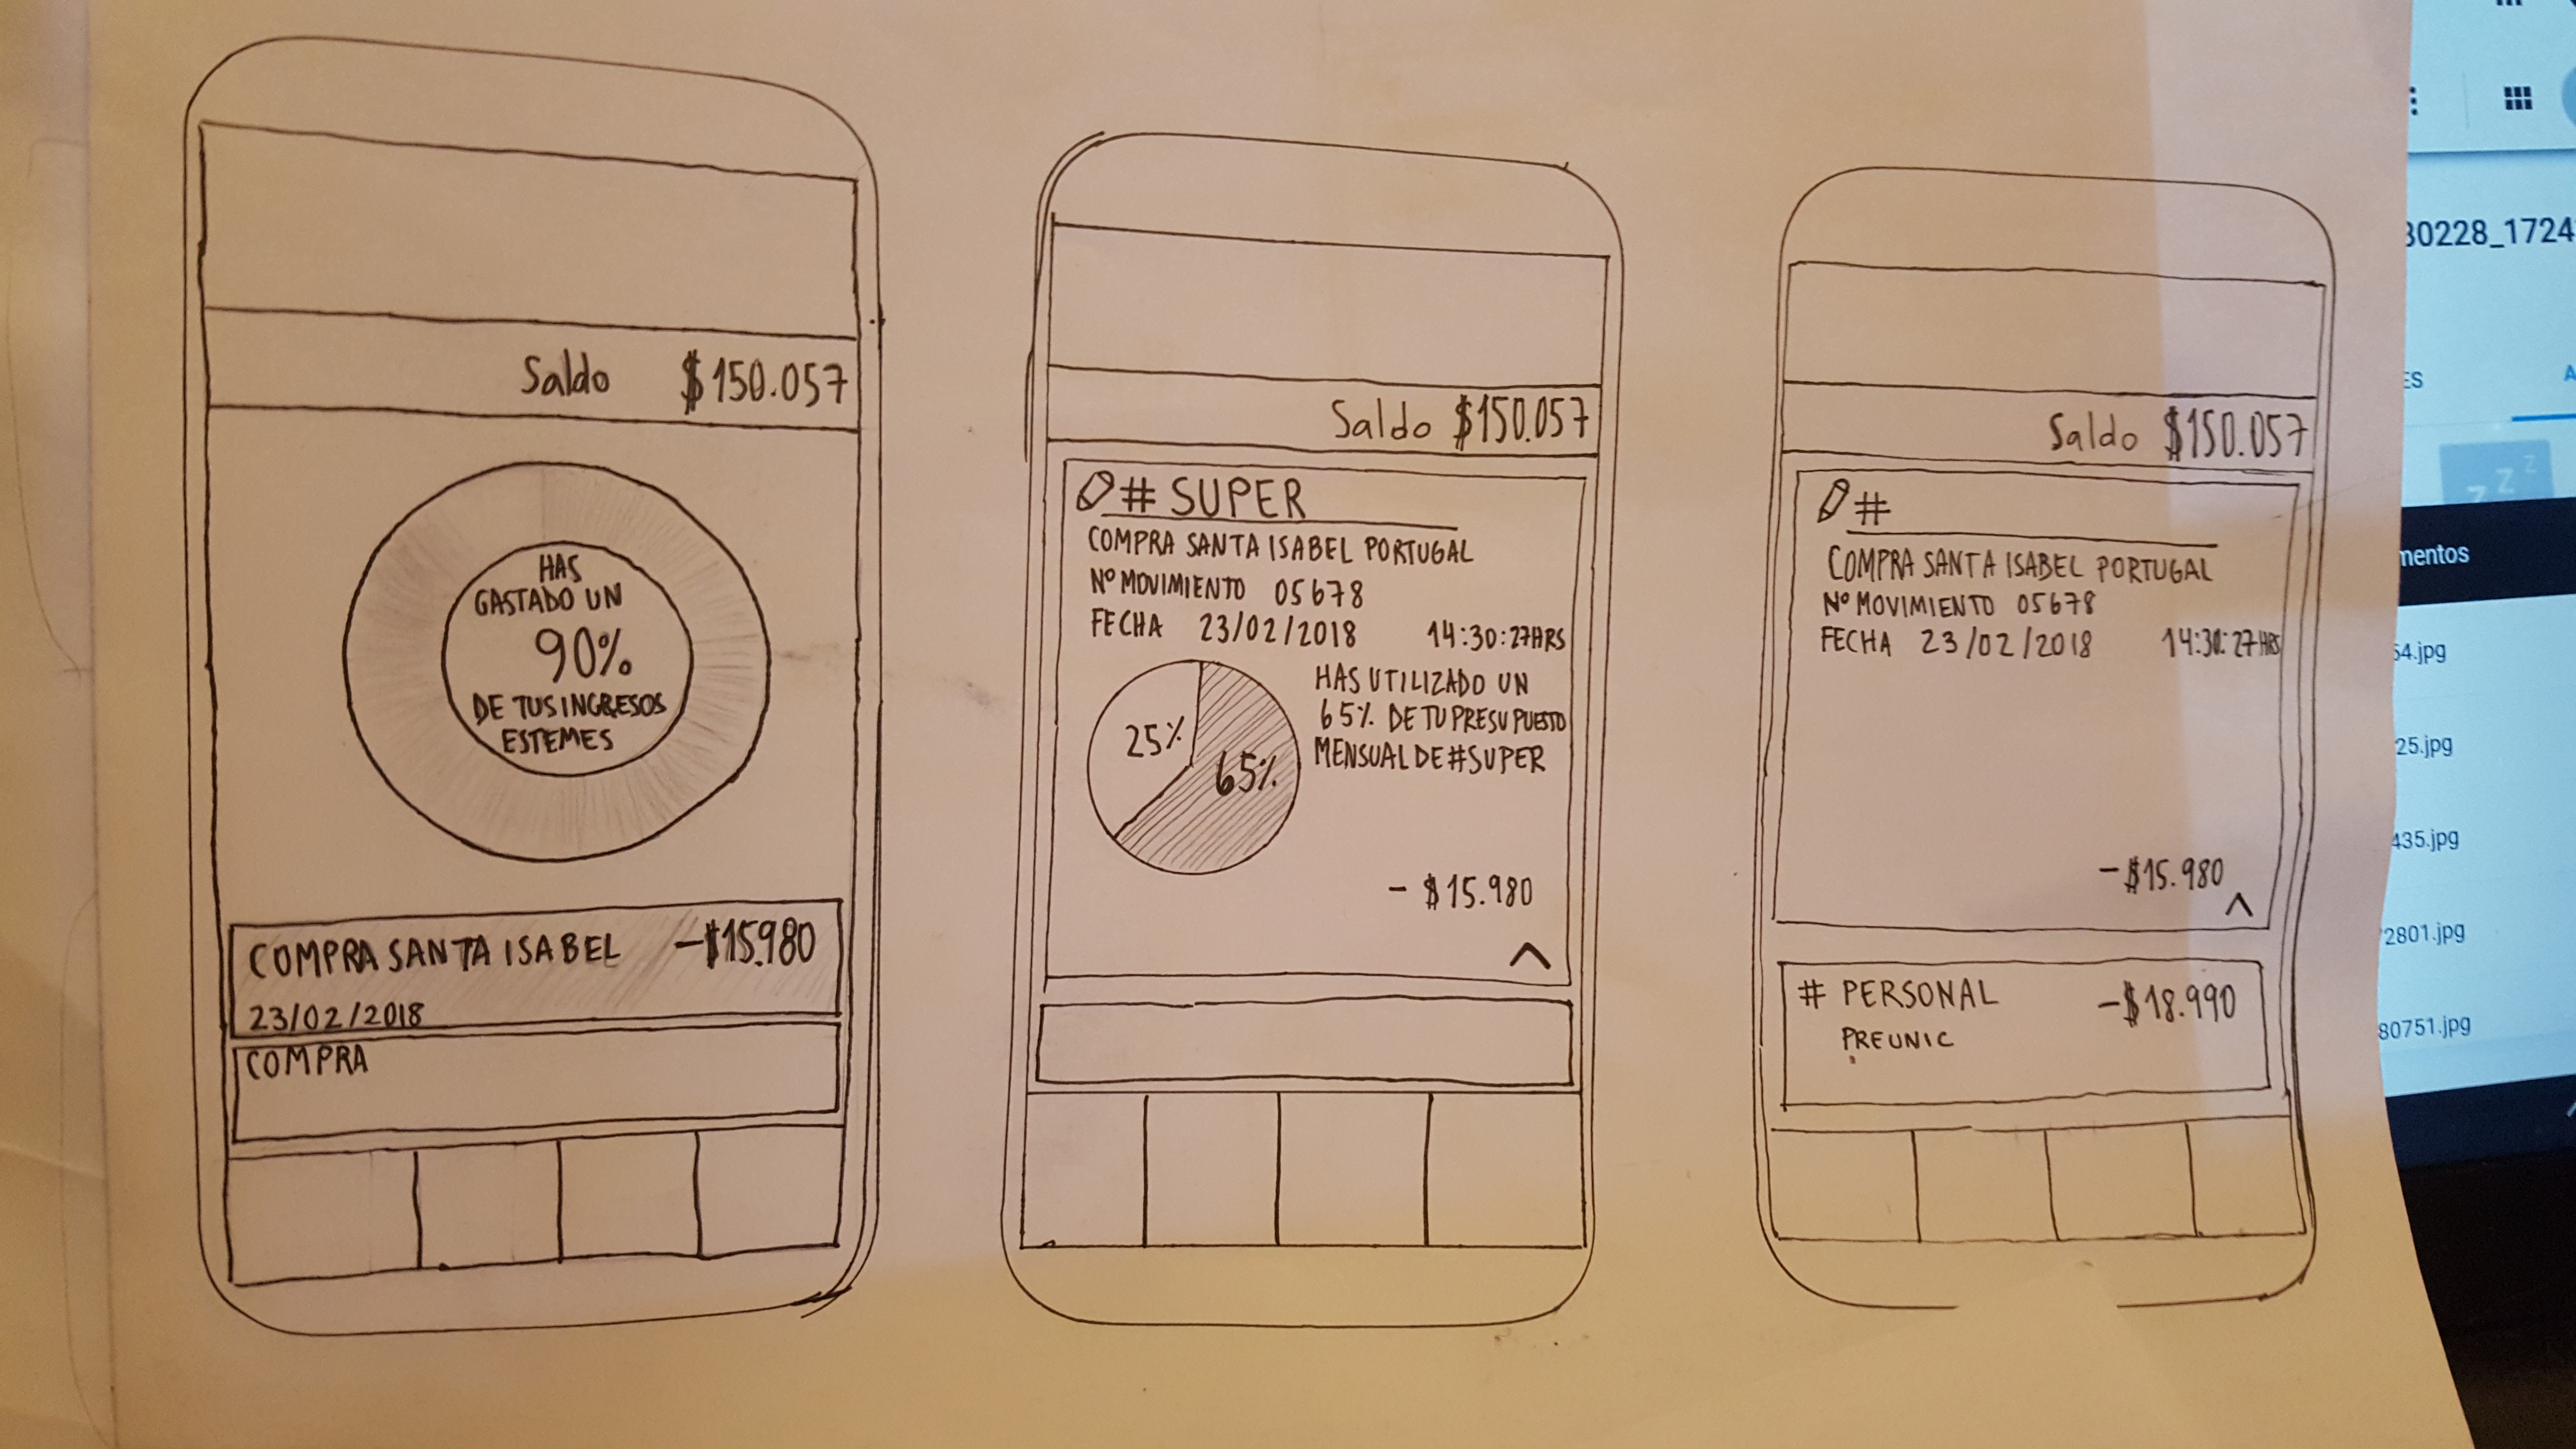 Saldo $150.057
HAS
GASTADO UN
90%
DE TUS INGRESOS
ESTE MES
COMPRA SANTA ISABEL -$15.980
23/02/2018
COMPRA
Saldo $150.057
# SUPER
COMPRA SANTA ISABEL PORTUGAL
Nº MOVIMIENTO 05678
FECHA 23/02/2018 14:30:27HRS
25%
65%
HAS UTILIZADO UN
65% DE TU PRESUPUESTO
MENSUAL DE #SUPER
- $15.980
Saldo $150.057
#
COMPRA SANTA ISABEL PORTUGAL
Nº MOVIMIENTO 05678
FECHA 23/02/2018 14:30:27HRS
-$15.980
# PERSONAL -$18.990
PREUNIC
30228_1724
ES
A
z z z
mentos
54.jpg
25.jpg
435.jpg
2801.jpg
80751.jpg